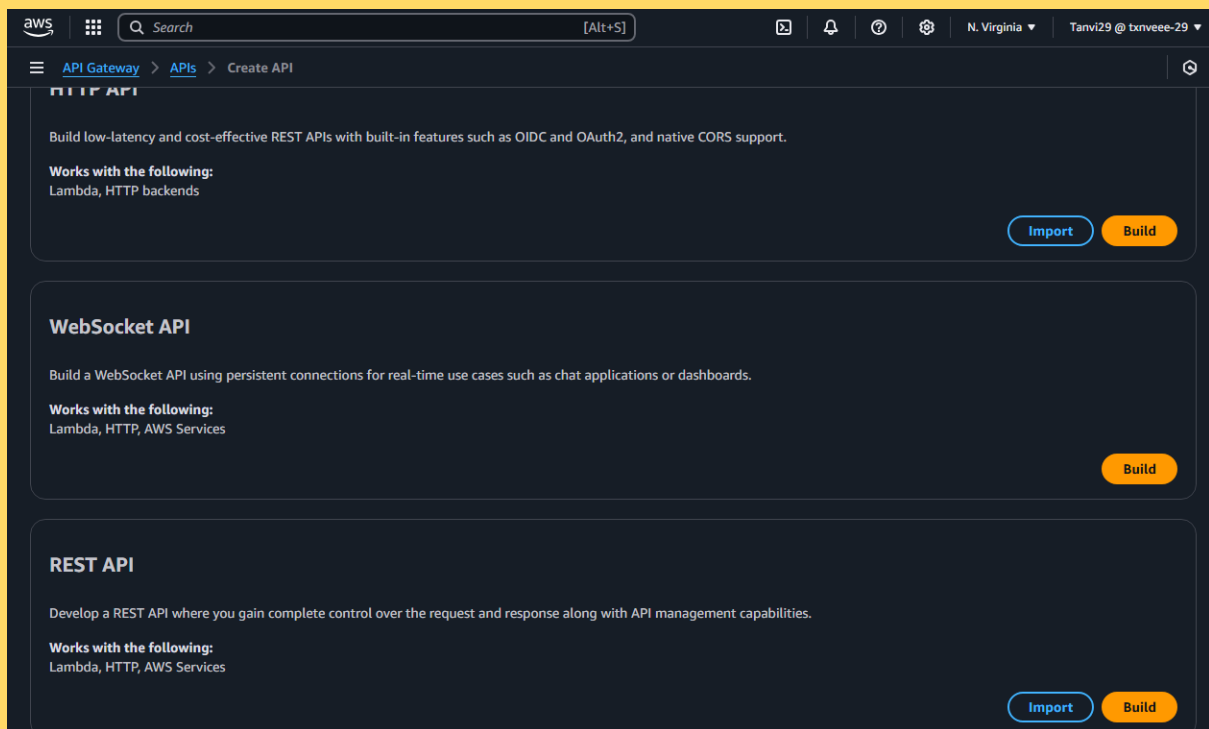 aws
Search [Alt+S]
N. Virginia Tanvi29 @ txnveee-29
API Gateway > APIs > Create API
HTTP API
Build low-latency and cost-effective REST APIs with built-in features such as OIDC and OAuth2, and native CORS support.
Works with the following:
Lambda, HTTP backends
Import Build
WebSocket API
Build a WebSocket API using persistent connections for real-time use cases such as chat applications or dashboards.
Works with the following:
Lambda, HTTP, AWS Services
Build
REST API
Develop a REST API where you gain complete control over the request and response along with API management capabilities.
Works with the following:
Lambda, HTTP, AWS Services
Import Build